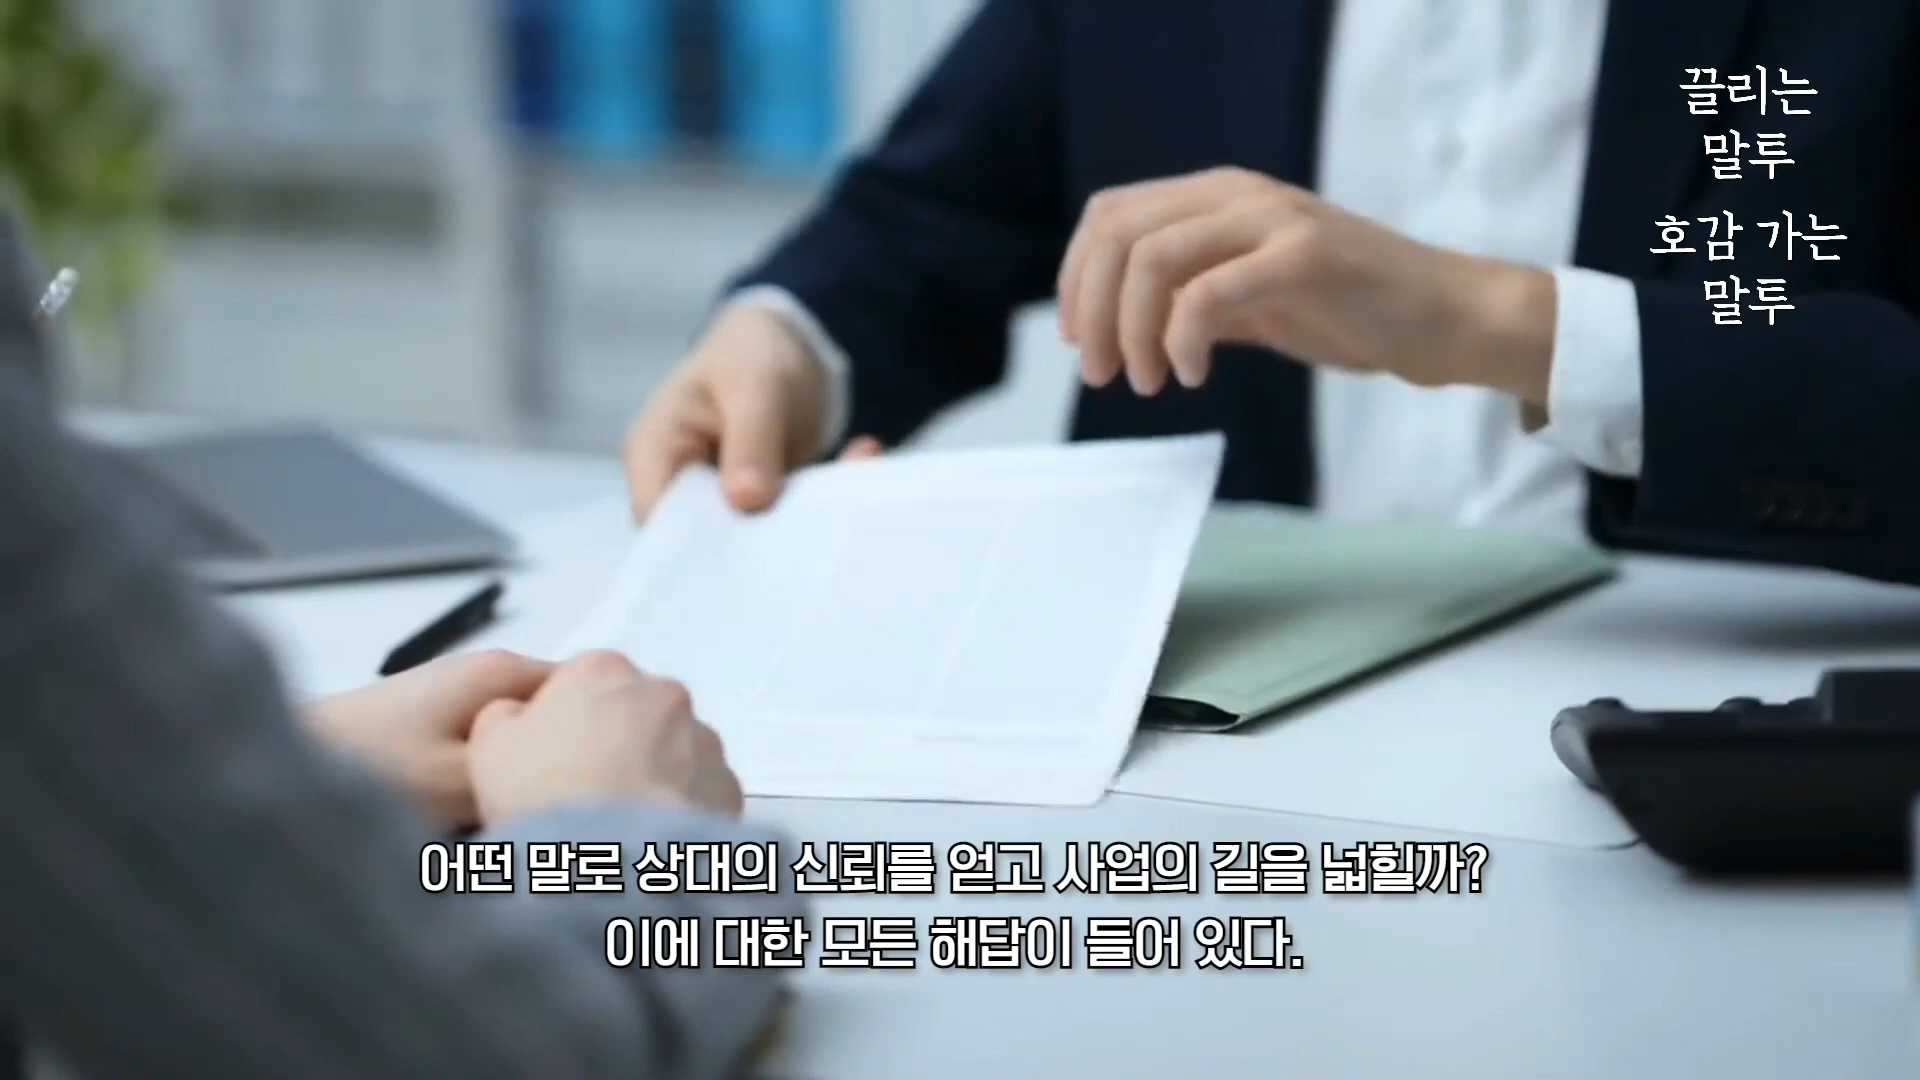 끌리는
말투
호감 가는
말투
어떤 말로 상대의 신뢰를 얻고 사업의 길을 넓힐까?
이에 대한 모든 해답이 들어 있다.